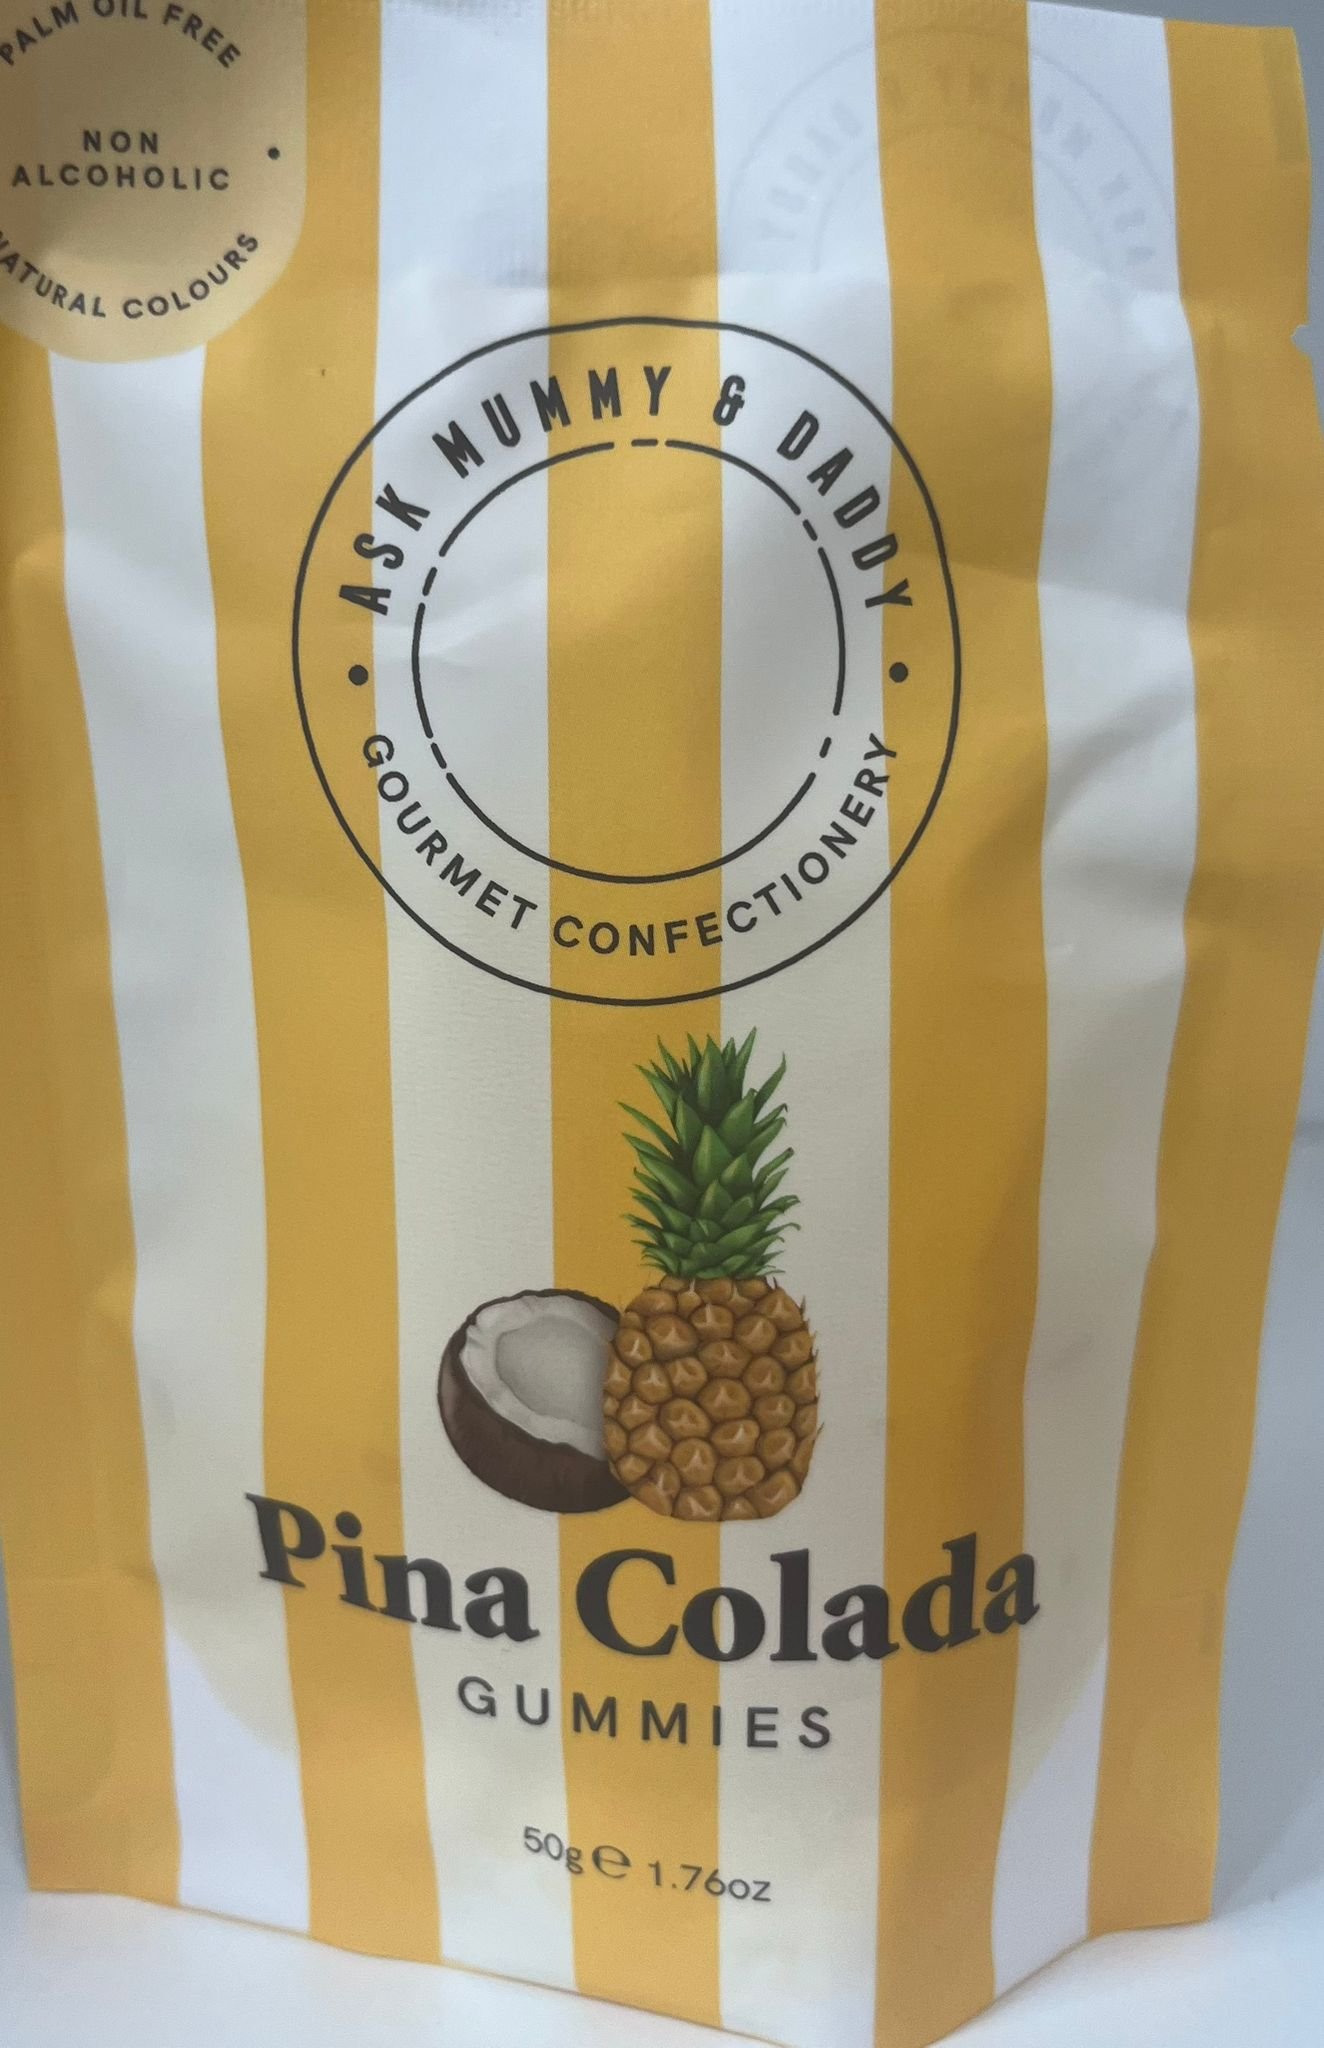 PALM OIL FREE
NON
ALCOHOLIC
NATURAL COLOURS
ASK MUMMY & DADDY
GOURMET CONFECTIONERY
Pina Colada
GUMMIES
50g ℮ 1.76oz